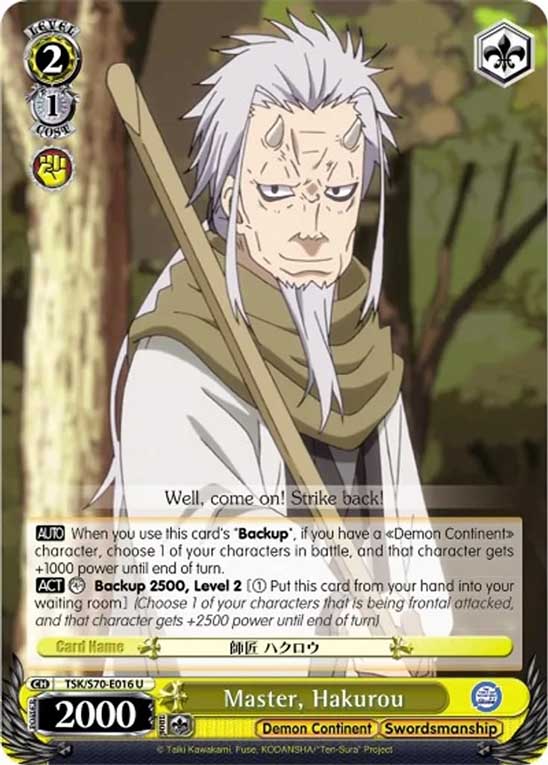 LEVEL
2
1
COST
Well, come on! Strike back!
AUTO When you use this card's "Backup", if you have a «Demon Continent»
character, choose 1 of your characters in battle, and that character gets
+1000 power until end of turn.
ACT Backup 2500, Level 2 [① Put this card from your hand into your
waiting room] (Choose 1 of your characters that is being frontal attacked,
and that character gets +2500 power until end of turn)
Card Name 師匠 ハクロウ
CH TSK/S70-E016 U
Master, Hakurou
POWER 2000 SOUL
Demon Continent Swordsmanship
© Taiki Kawakami, Fuse, KODANSHA/"Ten-Sura" Project